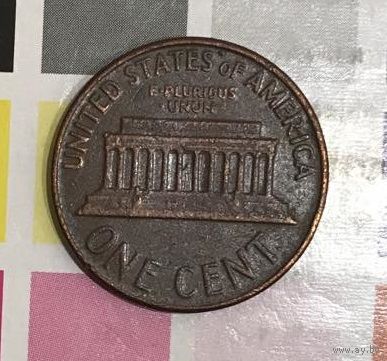 UNITED STATES OF AMERICA
E·PLURIBUS
UNUM
ONE CENT
www.ay.by